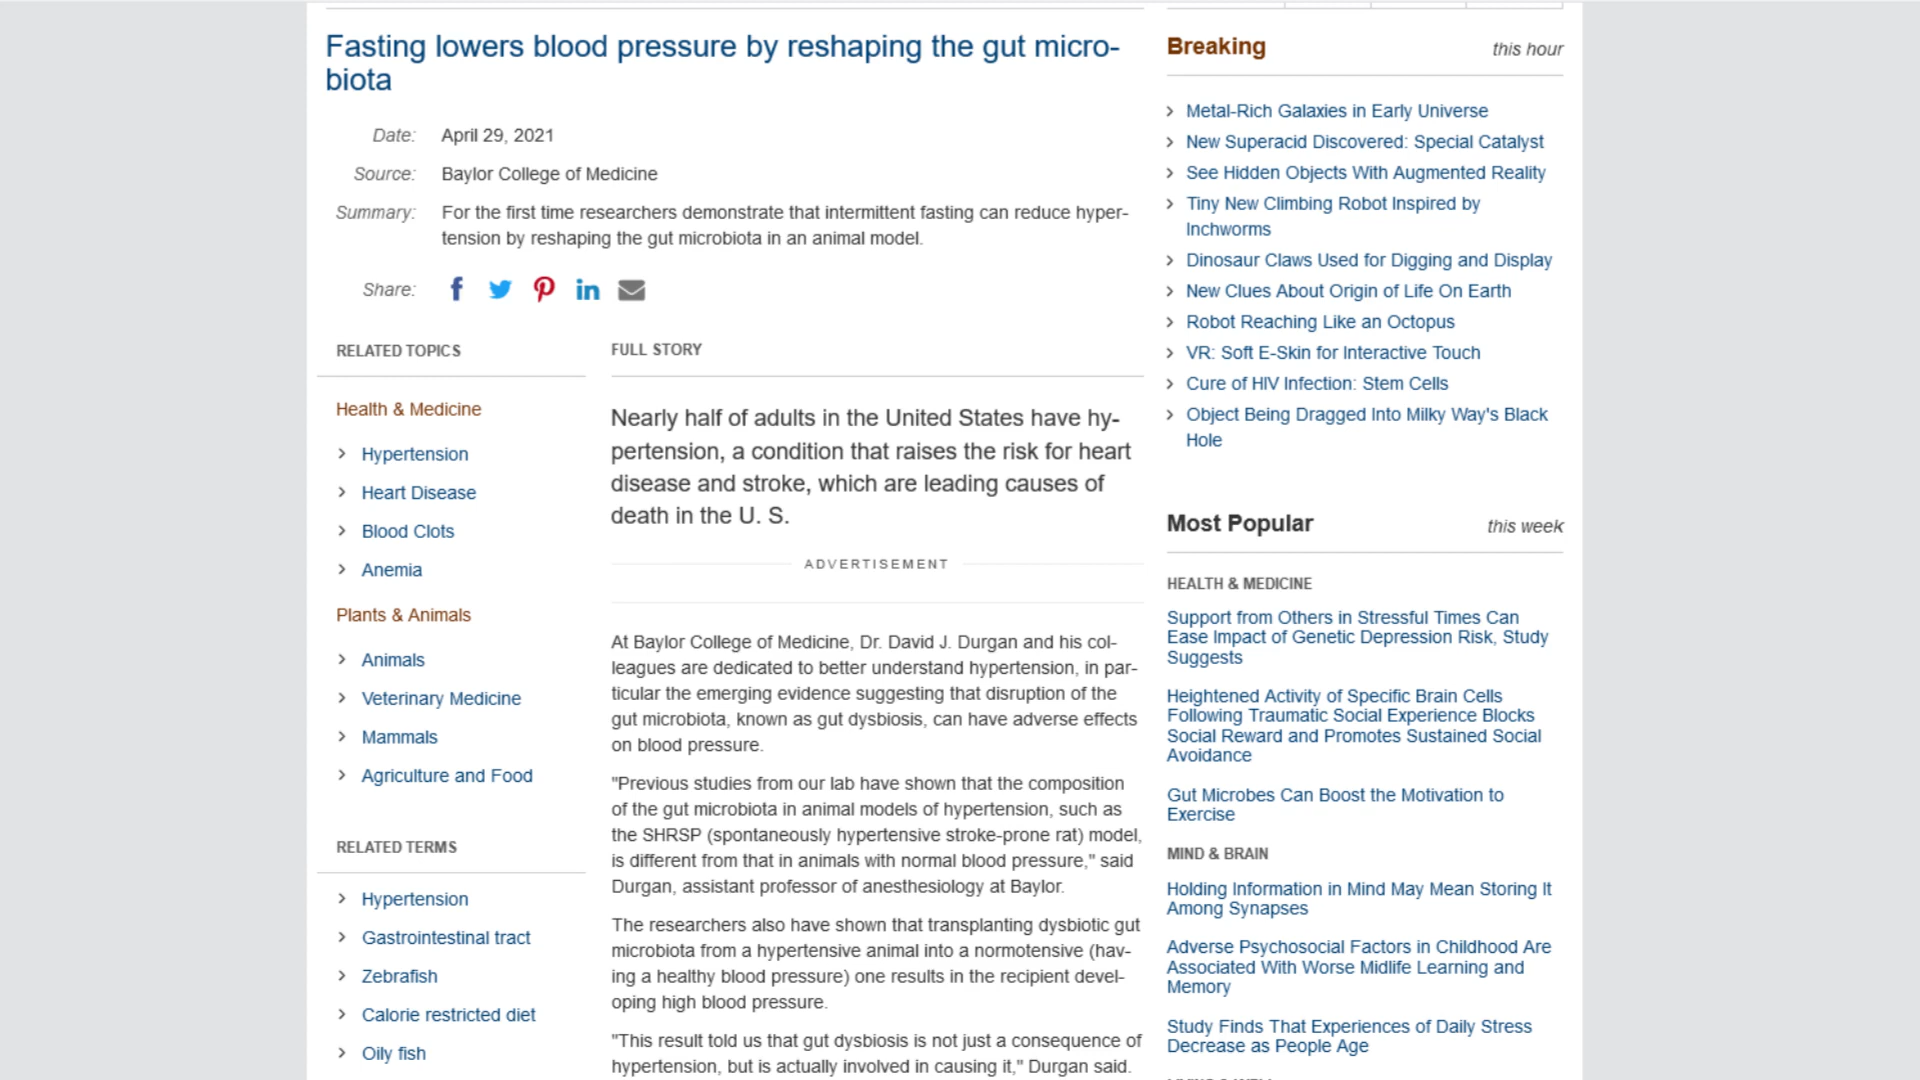 Fasting lowers blood pressure by reshaping the gut micro-
biota
Date: April 29, 2021
Source: Baylor College of Medicine
Summary: For the first time researchers demonstrate that intermittent fasting can reduce hyper-
tension by reshaping the gut microbiota in an animal model.
Share:
RELATED TOPICS
Health & Medicine
Hypertension
Heart Disease
Blood Clots
Anemia
Plants & Animals
Animals
Veterinary Medicine
Mammals
Agriculture and Food
RELATED TERMS
Hypertension
Gastrointestinal tract
Zebrafish
Calorie restricted diet
Oily fish
FULL STORY
Nearly half of adults in the United States have hy-
pertension, a condition that raises the risk for heart
disease and stroke, which are leading causes of
death in the U. S.
ADVERTISEMENT
At Baylor College of Medicine, Dr. David J. Durgan and his col-
leagues are dedicated to better understand hypertension, in par-
ticular the emerging evidence suggesting that disruption of the
gut microbiota, known as gut dysbiosis, can have adverse effects
on blood pressure.
"Previous studies from our lab have shown that the composition
of the gut microbiota in animal models of hypertension, such as
the SHRSP (spontaneously hypertensive stroke-prone rat) model,
is different from that in animals with normal blood pressure," said
Durgan, assistant professor of anesthesiology at Baylor.
The researchers also have shown that transplanting dysbiotic gut
microbiota from a hypertensive animal into a normotensive (hav-
ing a healthy blood pressure) one results in the recipient devel-
oping high blood pressure.
"This result told us that gut dysbiosis is not just a consequence of
hypertension, but is actually involved in causing it," Durgan said.
Breaking this hour
Metal-Rich Galaxies in Early Universe
New Superacid Discovered: Special Catalyst
See Hidden Objects With Augmented Reality
Tiny New Climbing Robot Inspired by
Inchworms
Dinosaur Claws Used for Digging and Display
New Clues About Origin of Life On Earth
Robot Reaching Like an Octopus
VR: Soft E-Skin for Interactive Touch
Cure of HIV Infection: Stem Cells
Object Being Dragged Into Milky Way's Black
Hole
Most Popular this week
HEALTH & MEDICINE
Support from Others in Stressful Times Can
Ease Impact of Genetic Depression Risk, Study
Suggests
Heightened Activity of Specific Brain Cells
Following Traumatic Social Experience Blocks
Social Reward and Promotes Sustained Social
Avoidance
Gut Microbes Can Boost the Motivation to
Exercise
MIND & BRAIN
Holding Information in Mind May Mean Storing It
Among Synapses
Adverse Psychosocial Factors in Childhood Are
Associated With Worse Midlife Learning and
Memory
Study Finds That Experiences of Daily Stress
Decrease as People Age